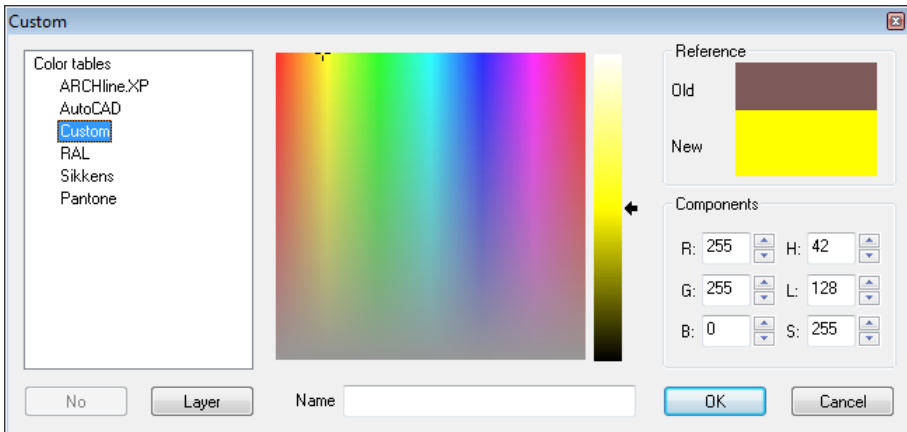 Custom
Color tables
ARCHline.XP
AutoCAD
Custom
RAL
Sikkens
Pantone
Reference
Old
New
Components
R: 255 H: 42
G: 255 L: 128
B: 0 S: 255
No
Layer
Name
OK
Cancel